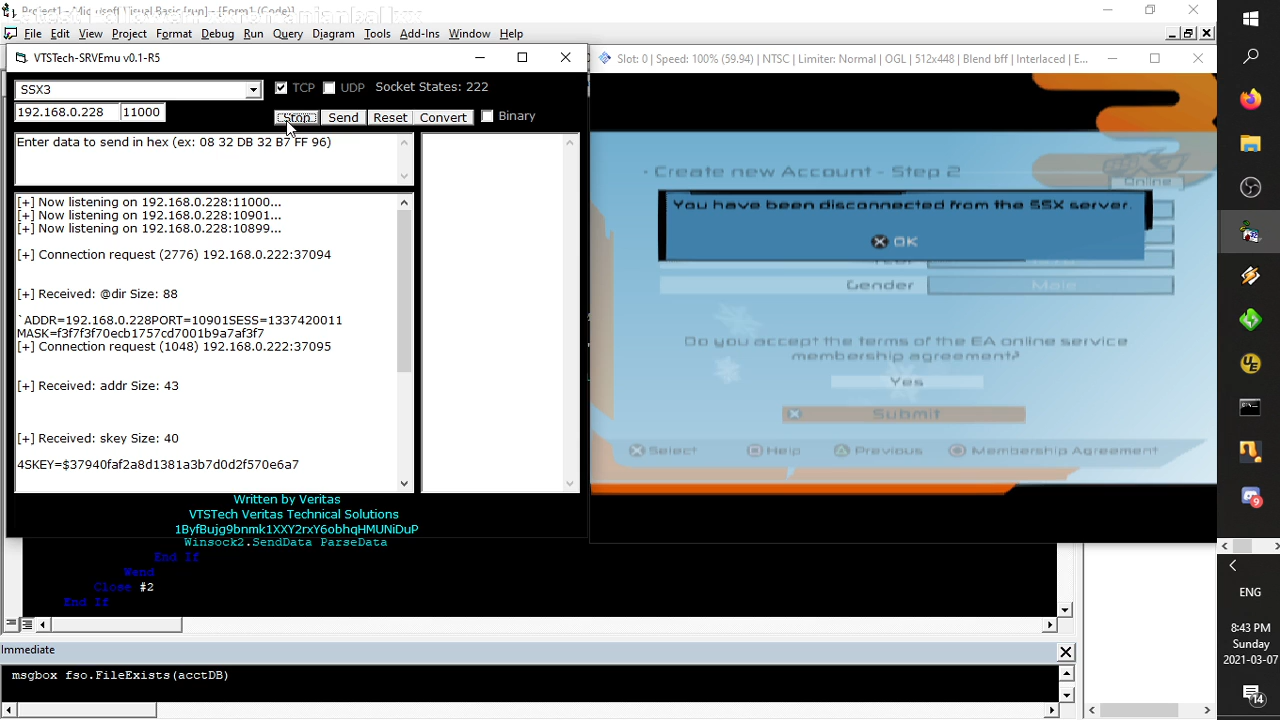 Project1 - Microsoft Visual Basic [run] - [Form1 (Code)]
File Edit View Project Format Debug Run Query Diagram Tools Add-Ins Window Help
VTSTech-SRVEmu v0.1-R5
SSX3
TCP UDP Socket States: 222
192.168.0.228 11000
Stop Send Reset Convert Binary
Enter data to send in hex (ex: 08 32 DB 32 B7 FF 96)
[+] Now listening on 192.168.0.228:11000...
[+] Now listening on 192.168.0.228:10901...
[+] Now listening on 192.168.0.228:10899...
[+] Connection request (2776) 192.168.0.222:37094
[+] Received: @dir Size: 88
`ADDR=192.168.0.228PORT=10901SESS=1337420011
MASK=f3f7f3f70ecb1757cd7001b9a7af3f7
[+] Connection request (1048) 192.168.0.222:37095
[+] Received: addr Size: 43
[+] Received: skey Size: 40
4SKEY=$37940faf2a8d1381a3b7d0d2f570e6a7
Written by Veritas
VTSTech Veritas Technical Solutions
1ByfBujg9bnmk1XXY2rxY6obhqHMUNiDuP
Winsock2.SendData ParseData
End If
Wend
Close #2
End If
Immediate
msgbox fso.FileExists(acctDB)
Slot: 0 | Speed: 100% (59.94) | NTSC | Limiter: Normal | OGL | 512x448 | Blend bff | Interlaced | E...
Create new Account - Step 2
Online
You have been disconnected from the SSX server.
OK
Gender Male
Do you accept the terms of the EA online service
membership agreement?
Yes
Submit
Select Help Previous Membership Agreement
9
ENG
8:43 PM
Sunday
2021-03-07
14